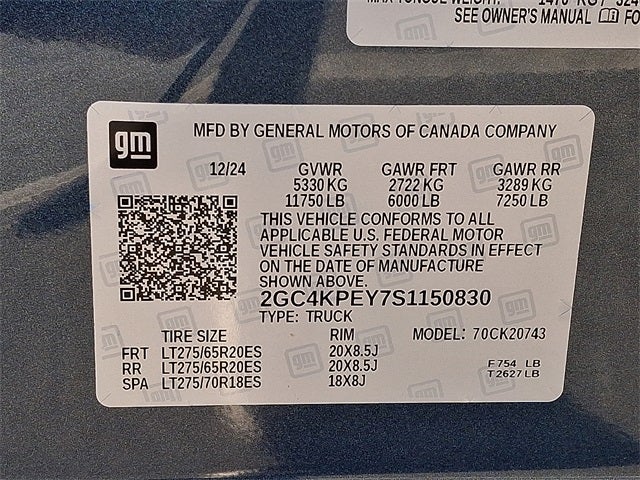 SEE OWNER'S MANUAL
gm
MFD BY GENERAL MOTORS OF CANADA COMPANY
12/24 GVWR GAWR FRT GAWR RR
5330 KG 2722 KG 3289 KG
11750 LB 6000 LB 7250 LB
THIS VEHICLE CONFORMS TO ALL
APPLICABLE U.S. FEDERAL MOTOR
VEHICLE SAFETY STANDARDS IN EFFECT
ON THE DATE OF MANUFACTURE
SHOWN ABOVE.
2GC4KPEY7S1150830
TYPE: TRUCK
TIRE SIZE RIM MODEL: 70CK20743
FRT LT275/65R20ES 20X8.5J
RR LT275/65R20ES 20X8.5J F754 LB
SPA LT275/70R18ES 18X8J T2627 LB